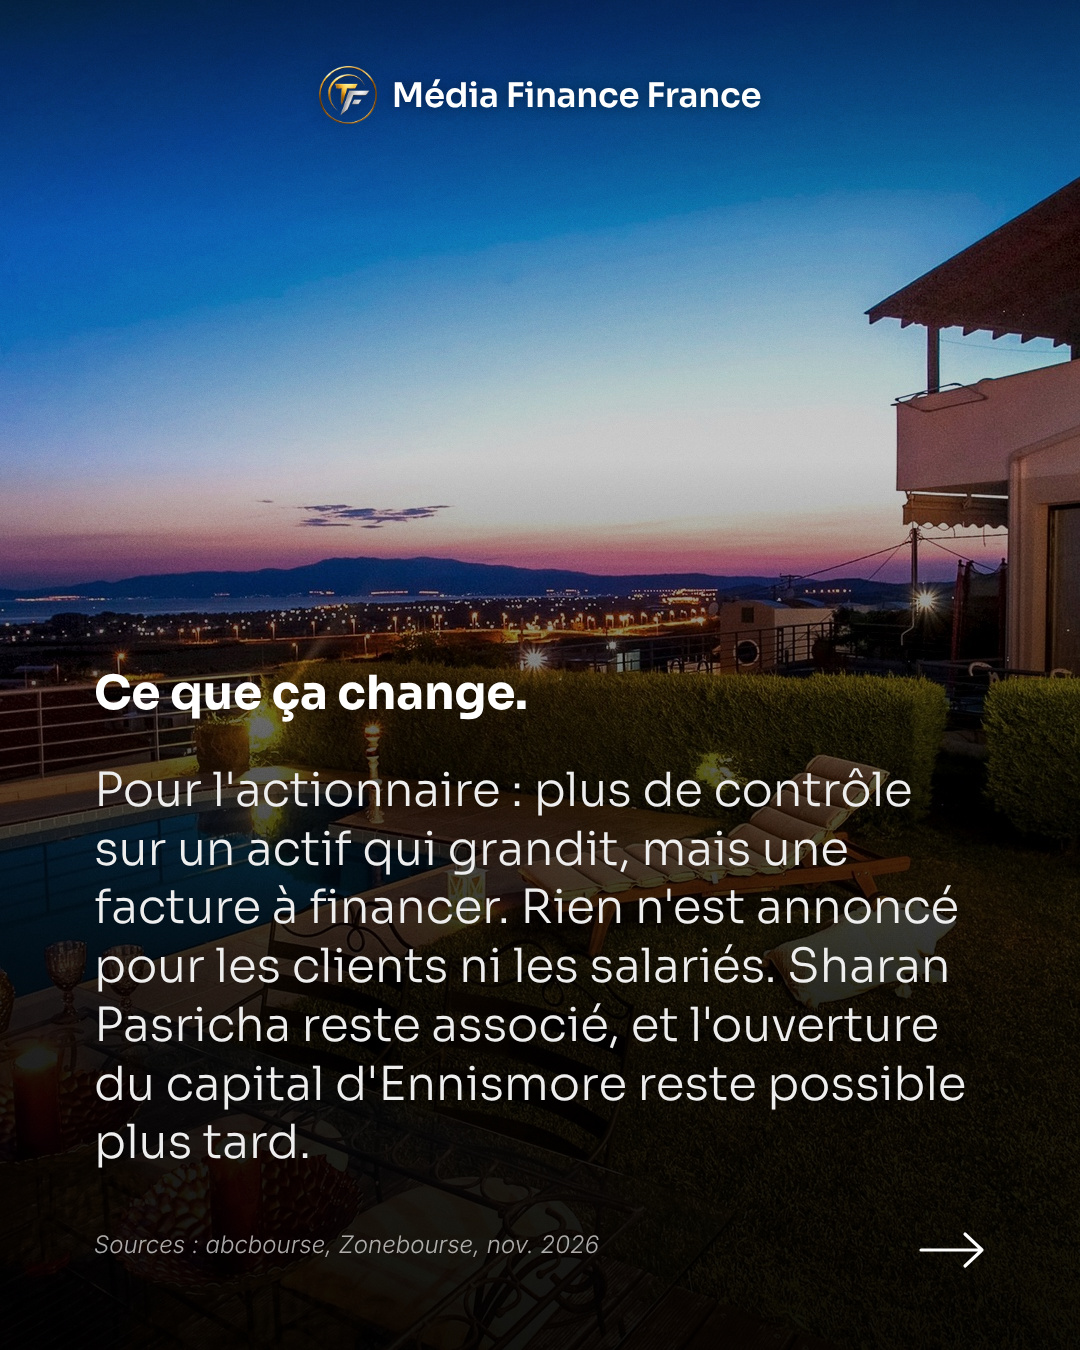 TF
Média Finance France
Ce que ça change.
Pour l'actionnaire : plus de contrôle
sur un actif qui grandit, mais une
facture à financer. Rien n'est annoncé
pour les clients ni les salariés. Sharan
Pasricha reste associé, et l'ouverture
du capital d'Ennismore reste possible
plus tard.
Sources : abcbourse, Zonebourse, nov. 2026